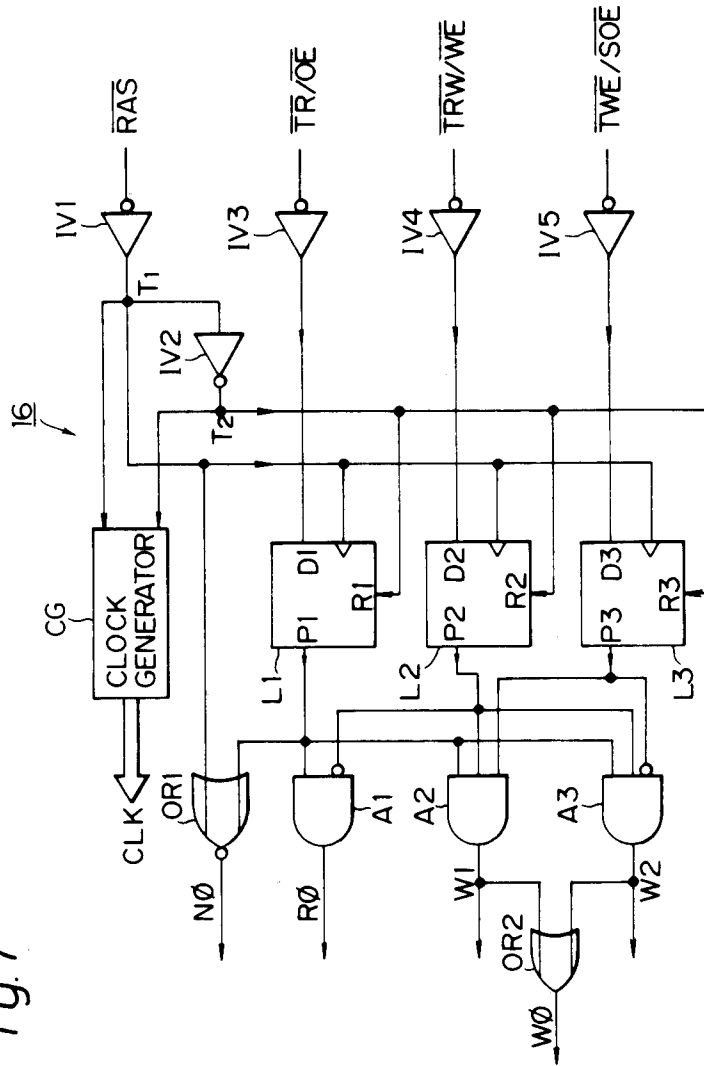 Fig. 7
16
CG
CLOCK
GENERATOR
CLK
T1
IV1
RAS
IV2
T2
OR1
NØ
L1
P1
D1
R1
IV3
TR/OE
A1
RØ
L2
P2
D2
R2
IV4
TRW/WE
A2
W1
L3
P3
D3
R3
IV5
TWE/SOE
A3
W2
OR2
WØ